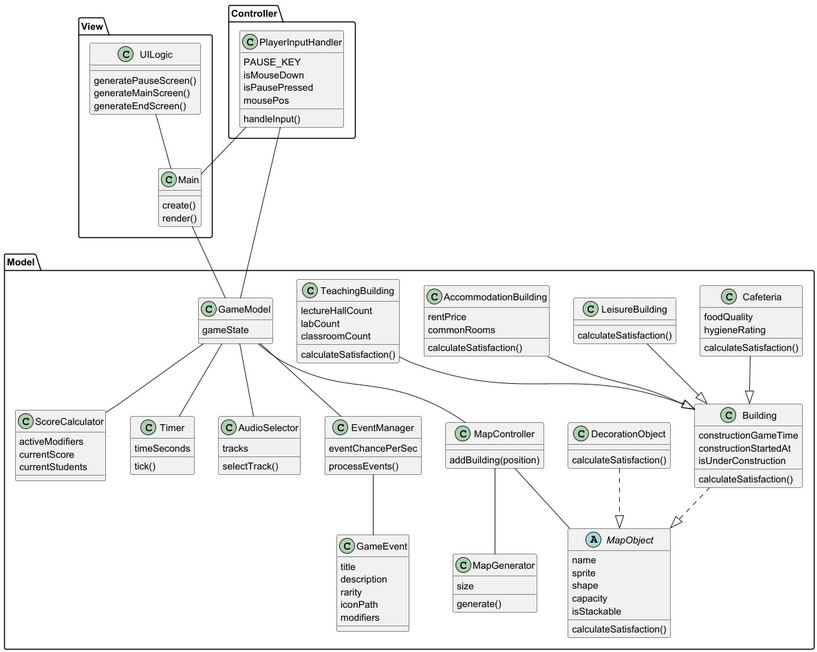 View
C UILogic
generatePauseScreen()
generateMainScreen()
generateEndScreen()
C Main
create()
render()
Controller
C PlayerInputHandler
PAUSE_KEY
isMouseDown
isPausePressed
mousePos
handleInput()
Model
C GameModel
gameState
C TeachingBuilding
lectureHallCount
labCount
classroomCount
calculateSatisfaction()
C AccommodationBuilding
rentPrice
commonRooms
calculateSatisfaction()
C LeisureBuilding
calculateSatisfaction()
C Cafeteria
foodQuality
hygieneRating
calculateSatisfaction()
C ScoreCalculator
activeModifiers
currentScore
currentStudents
C Timer
timeSeconds
tick()
C AudioSelector
tracks
selectTrack()
C EventManager
eventChancePerSec
processEvents()
C MapController
addBuilding(position)
C DecorationObject
calculateSatisfaction()
C Building
constructionGameTime
constructionStartedAt
isUnderConstruction
calculateSatisfaction()
C GameEvent
title
description
rarity
iconPath
modifiers
C MapGenerator
size
generate()
A MapObject
name
sprite
shape
capacity
isStackable
calculateSatisfaction()